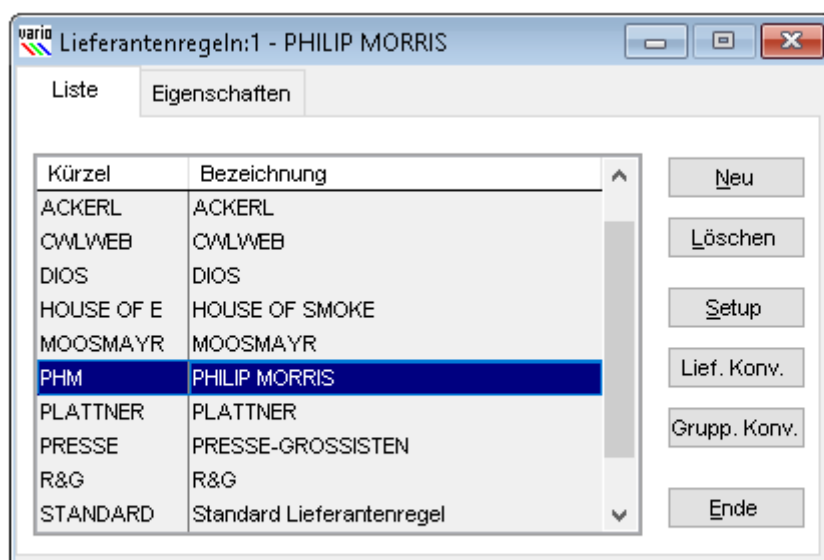 vario Lieferantenregeln:1 - PHILIP MORRIS
Liste Eigenschaften
Kürzel Bezeichnung
ACKERL ACKERL
CWLWEB CWLWEB
DIOS DIOS
HOUSE OF E HOUSE OF SMOKE
MOOSMAYR MOOSMAYR
PHM PHILIP MORRIS
PLATTNER PLATTNER
PRESSE PRESSE-GROSSISTEN
R&G R&G
STANDARD Standard Lieferantenregel
Neu
Löschen
Setup
Lief. Konv.
Grupp. Konv.
Ende